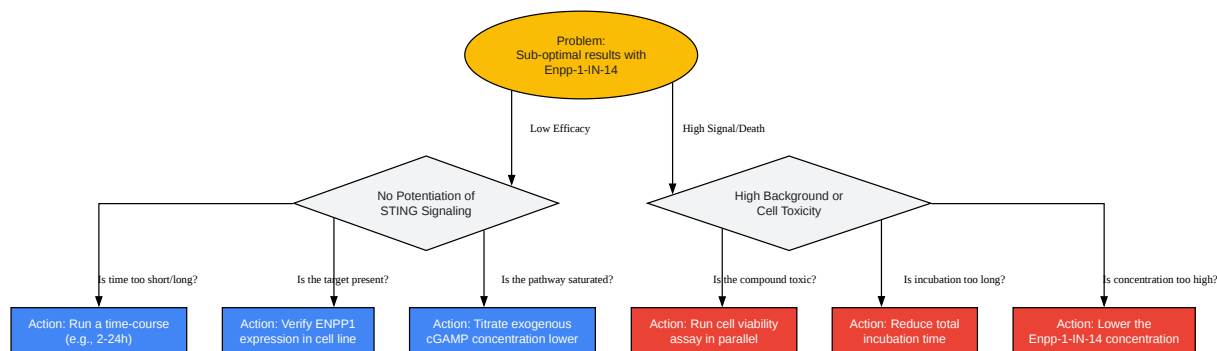 Problem:
Sub-optimal results with
Enpp-1-IN-14
Low Efficacy
High Signal/Death
No Potentiation of
STING Signaling
High Background or
Cell Toxicity
Is time too short/long?
Is the target present?
Is the pathway saturated?
Is the compound toxic?
Is incubation too long?
Is concentration too high?
Action: Run a time-course
(e.g., 2-24h)
Action: Verify ENPP1
expression in cell line
Action: Titrate exogenous
cGAMP concentration lower
Action: Run cell viability
assay in parallel
Action: Reduce total
incubation time
Action: Lower the
Enpp-1-IN-14 concentration